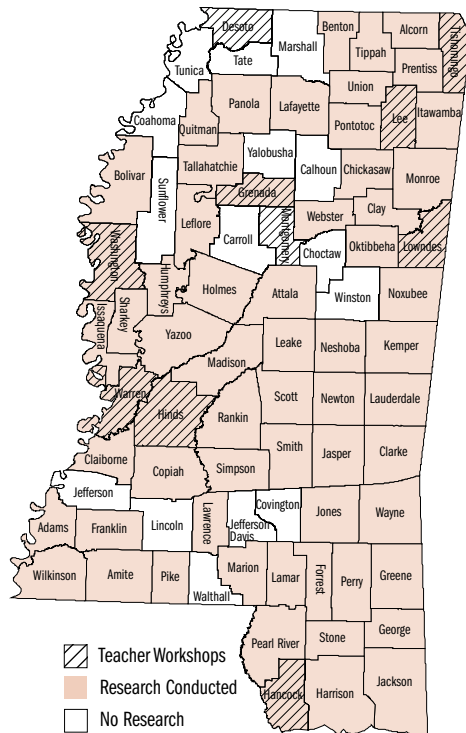 Desoto
Marshall
Benton
Alcorn
Tishomingo
Tippah
Prentiss
Tunica
Tate
Union
Panola
Lafayette
Lee
Itawamba
Coahoma
Quitman
Pontotoc
Yalobusha
Tallahatchie
Calhoun
Chickasaw
Monroe
Bolivar
Sunflower
Grenada
Leflore
Webster
Clay
Carroll
Montgomery
Oktibbeha
Lowndes
Choctaw
Washington
Humphreys
Holmes
Attala
Winston
Noxubee
Issaquena
Sharkey
Yazoo
Leake
Neshoba
Kemper
Madison
Warren
Scott
Newton
Lauderdale
Hinds
Rankin
Smith
Jasper
Clarke
Claiborne
Copiah
Simpson
Jefferson
Covington
Jones
Wayne
Adams
Franklin
Lincoln
Lawrence
Jefferson
Davis
Wilkinson
Amite
Pike
Marion
Lamar
Forrest
Perry
Greene
Walthall
Pearl River
Stone
George
Hancock
Harrison
Jackson
Teacher Workshops
Research Conducted
No Research